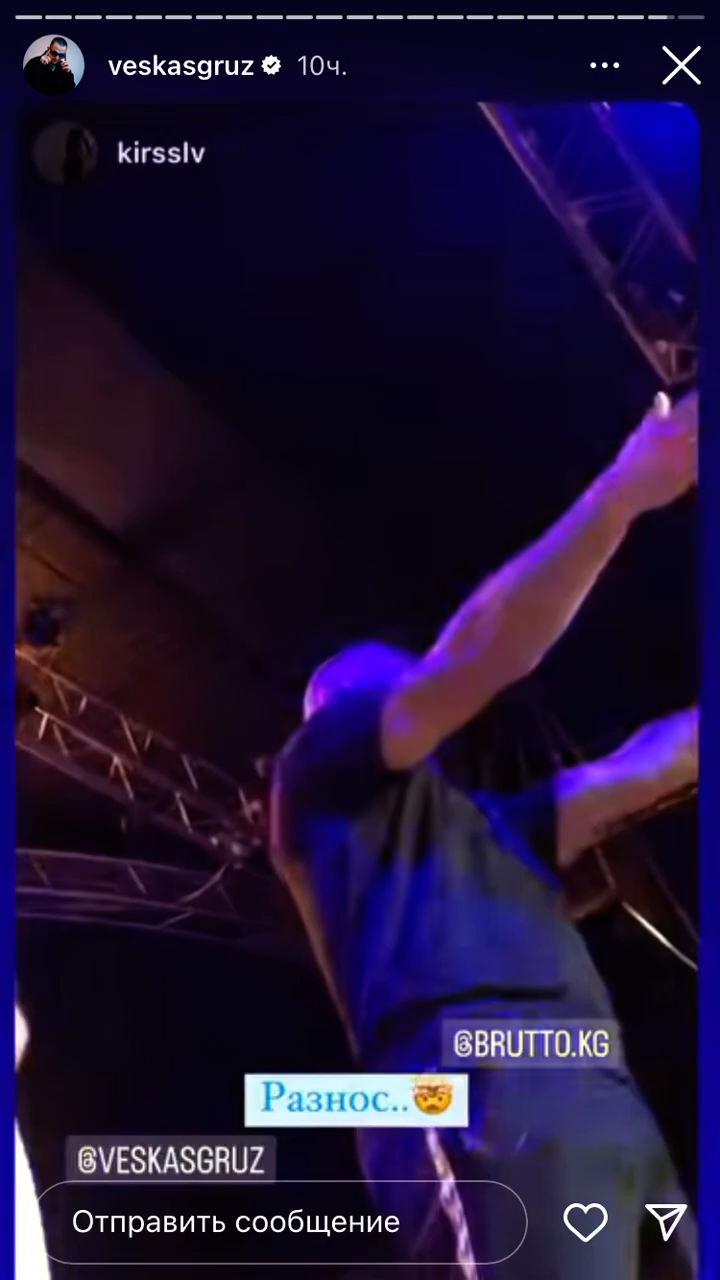 veskasgruz 10ч.
kirsslv
@BRUTTO.KG
Разнос..🤯
@VESKASGRUZ
Отправить сообщение